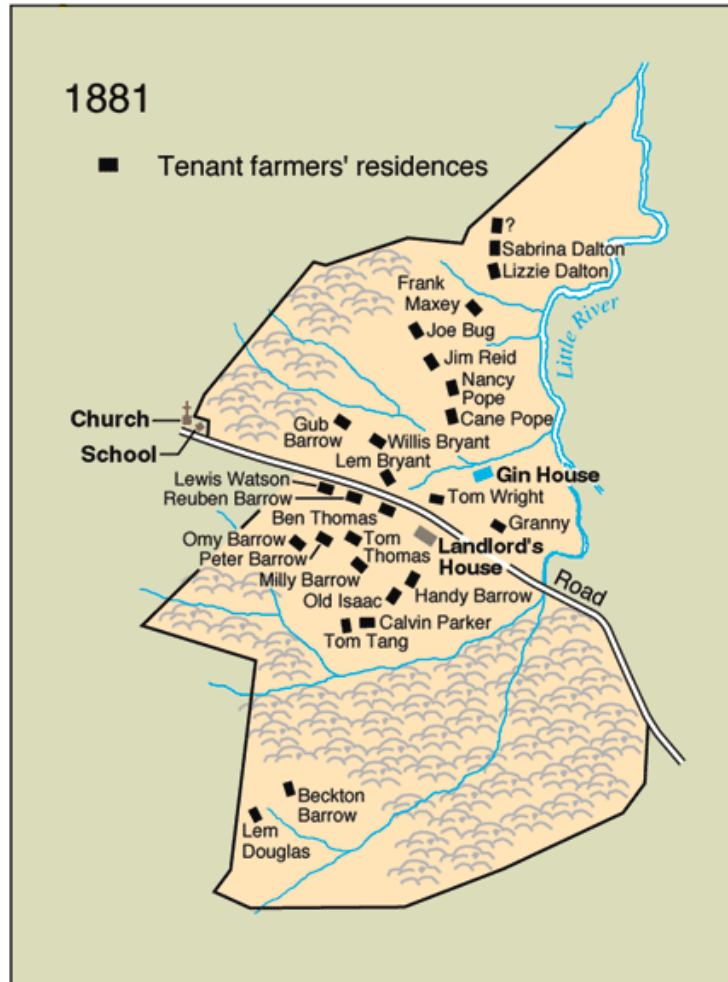 1881
Tenant farmers' residences
?
Sabrina Dalton
Lizzie Dalton
Frank
Maxey
Joe Bug
Little River
Jim Reid
Nancy
Pope
Cane Pope
Church
School
Gub
Barrow
Willis Bryant
Lem Bryant
Gin House
Lewis Watson
Reuben Barrow
Tom Wright
Ben Thomas
Granny
Omy Barrow
Peter Barrow
Tom
Thomas
Landlord's
House
Milly Barrow
Road
Old Isaac
Handy Barrow
Calvin Parker
Tom Tang
Beckton
Barrow
Lem
Douglas